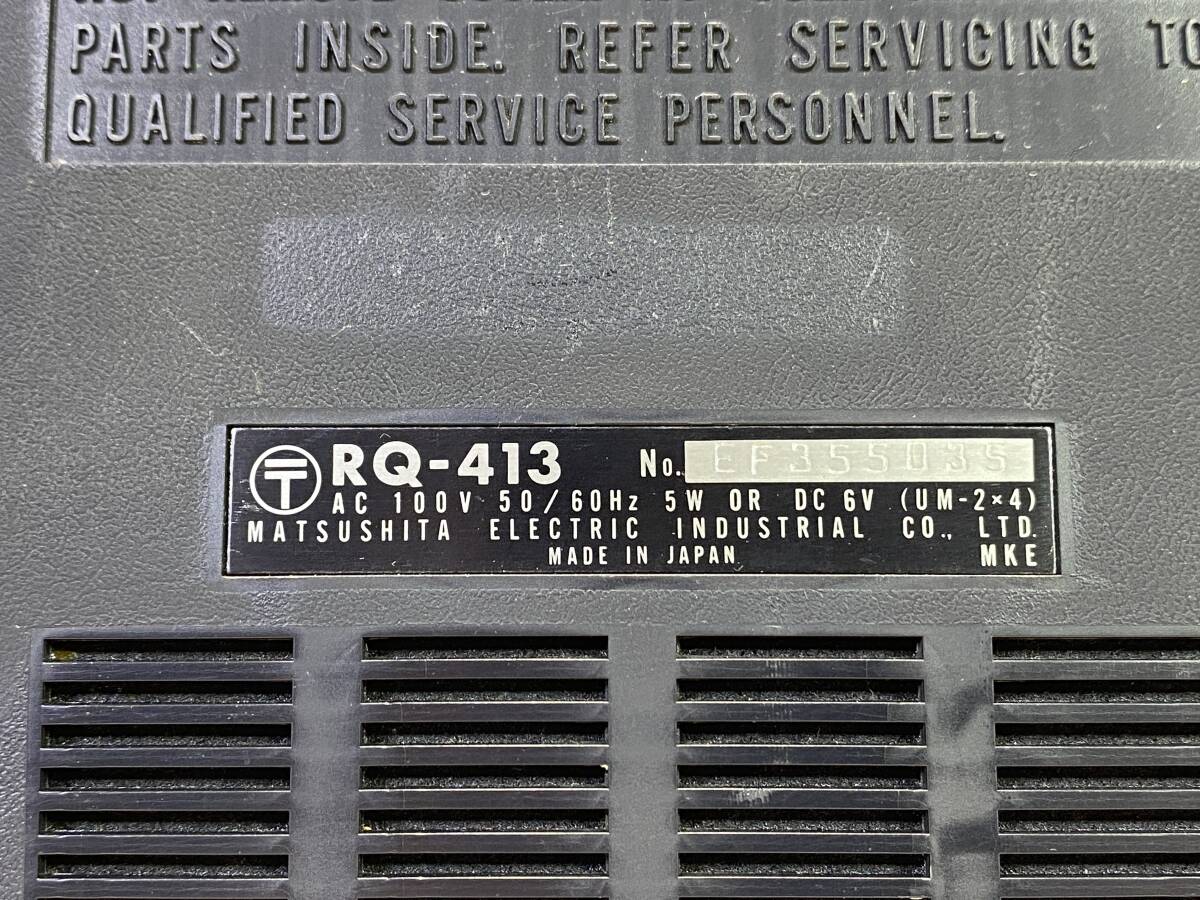 PARTS INSIDE. REFER SERVICING TO
QUALIFIED SERVICE PERSONNEL.
RQ-413 No. EF355035
AC 100V 50/60Hz 5W OR DC 6V (UM-2×4)
MATSUSHITA ELECTRIC INDUSTRIAL CO., LTD.
MADE IN JAPAN MKE